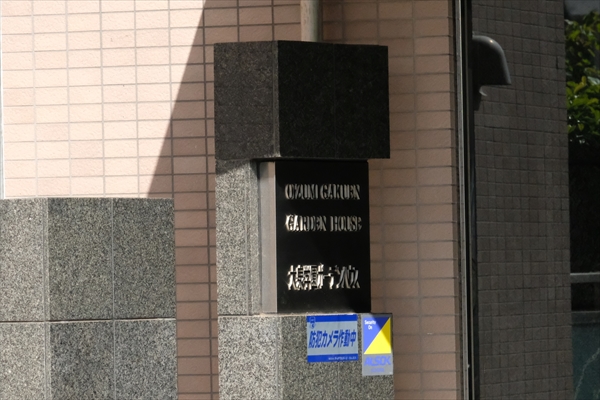 OIZUMI GAKUEN
GARDEN HOUSE
大泉学園ガーデンハウス
防犯カメラ作動中
ALSOK